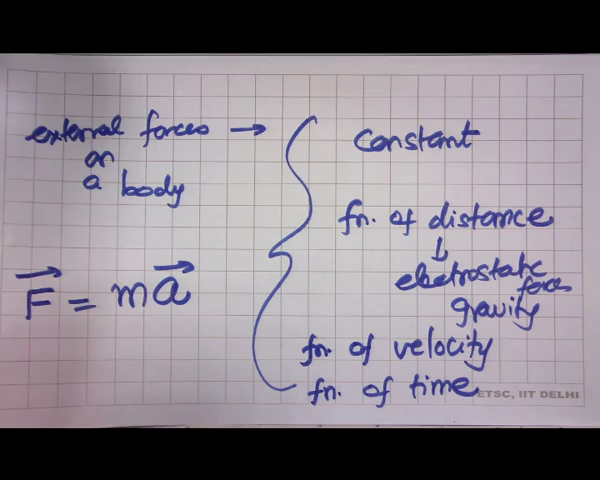 external forces →
on
a body
F = ma
Constant
fn. of distance
↓
electrostatic
forces
gravity
fn. of velocity
fn. of time
ETSC, IIT DELHI